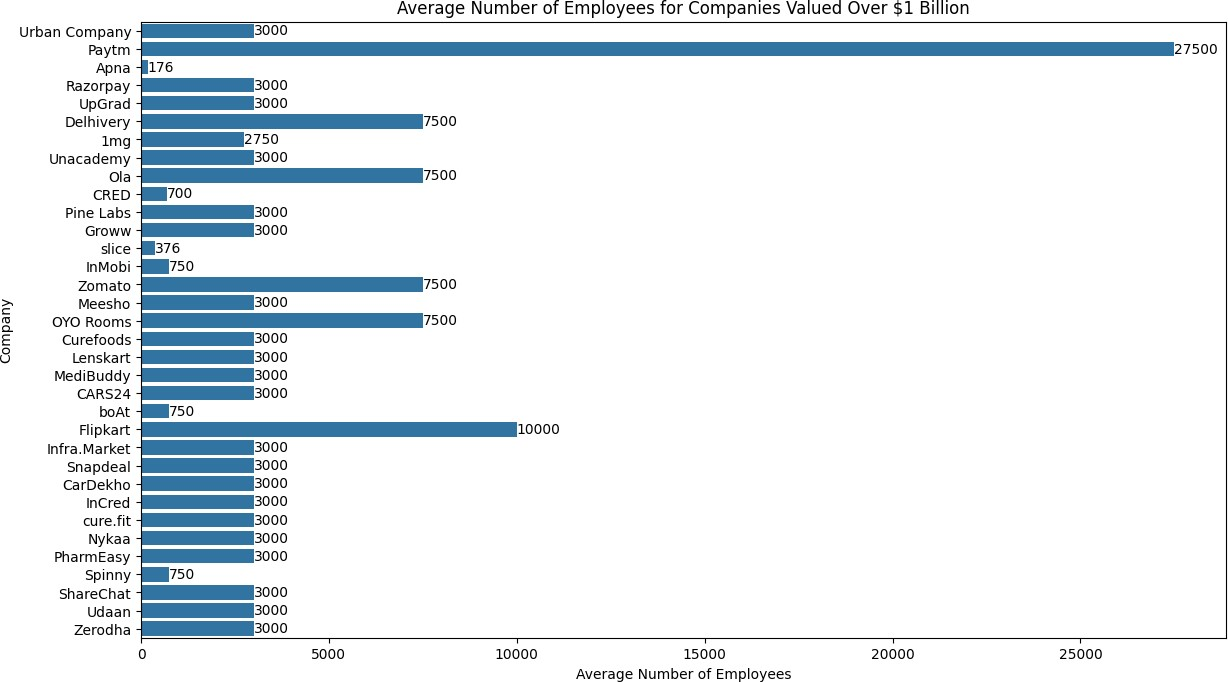 Average Number of Employees for Companies Valued Over $1 Billion
Urban Company 3000
Paytm 27500
Apna 176
Razorpay 3000
UpGrad 3000
Delhivery 7500
1mg 2750
Unacademy 3000
Ola 7500
CRED 700
Pine Labs 3000
Groww 3000
slice 376
InMobi 750
Zomato 7500
Meesho 3000
OYO Rooms 7500
Curefoods 3000
Lenskart 3000
MediBuddy 3000
CARS24 3000
boAt 750
Flipkart 10000
Infra.Market 3000
Snapdeal 3000
CarDekho 3000
InCred 3000
cure.fit 3000
Nykaa 3000
PharmEasy 3000
Spinny 750
ShareChat 3000
Udaan 3000
Zerodha 3000
Company
0 5000 10000 15000 20000 25000
Average Number of Employees